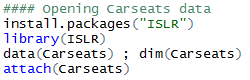 #### Opening Carseats data
install.packages("ISLR")
library(ISLR)
data(Carseats) ; dim(Carseats)
attach(Carseats)